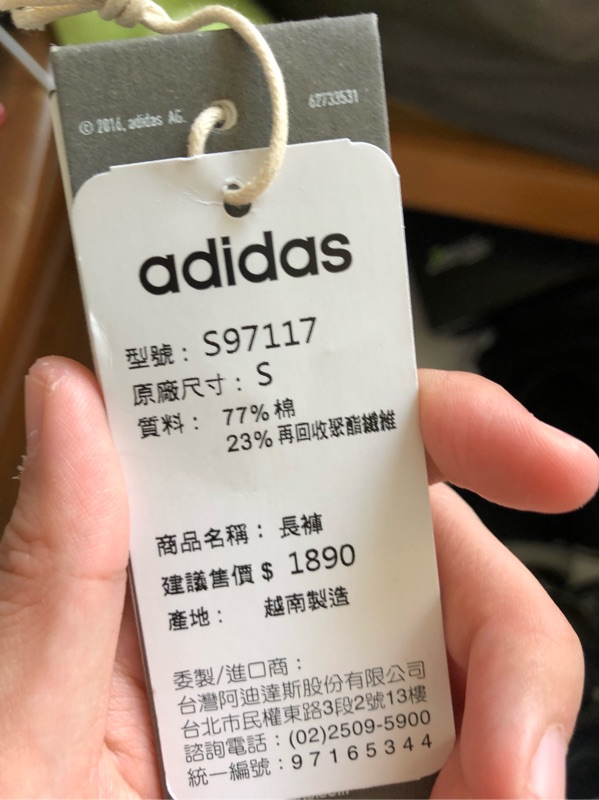 © 2016, adidas AG.
62733531
adidas
型號：S97117
原廠尺寸：S
質料：77%棉
23%再回收聚酯纖維
商品名稱：長褲
建議售價$ 1890
產地：越南製造
委製/進口商：
台灣阿迪達斯股份有限公司
台北市民權東路3段2號13樓
諮詢電話：(02)2509-5900
統一編號：97165344